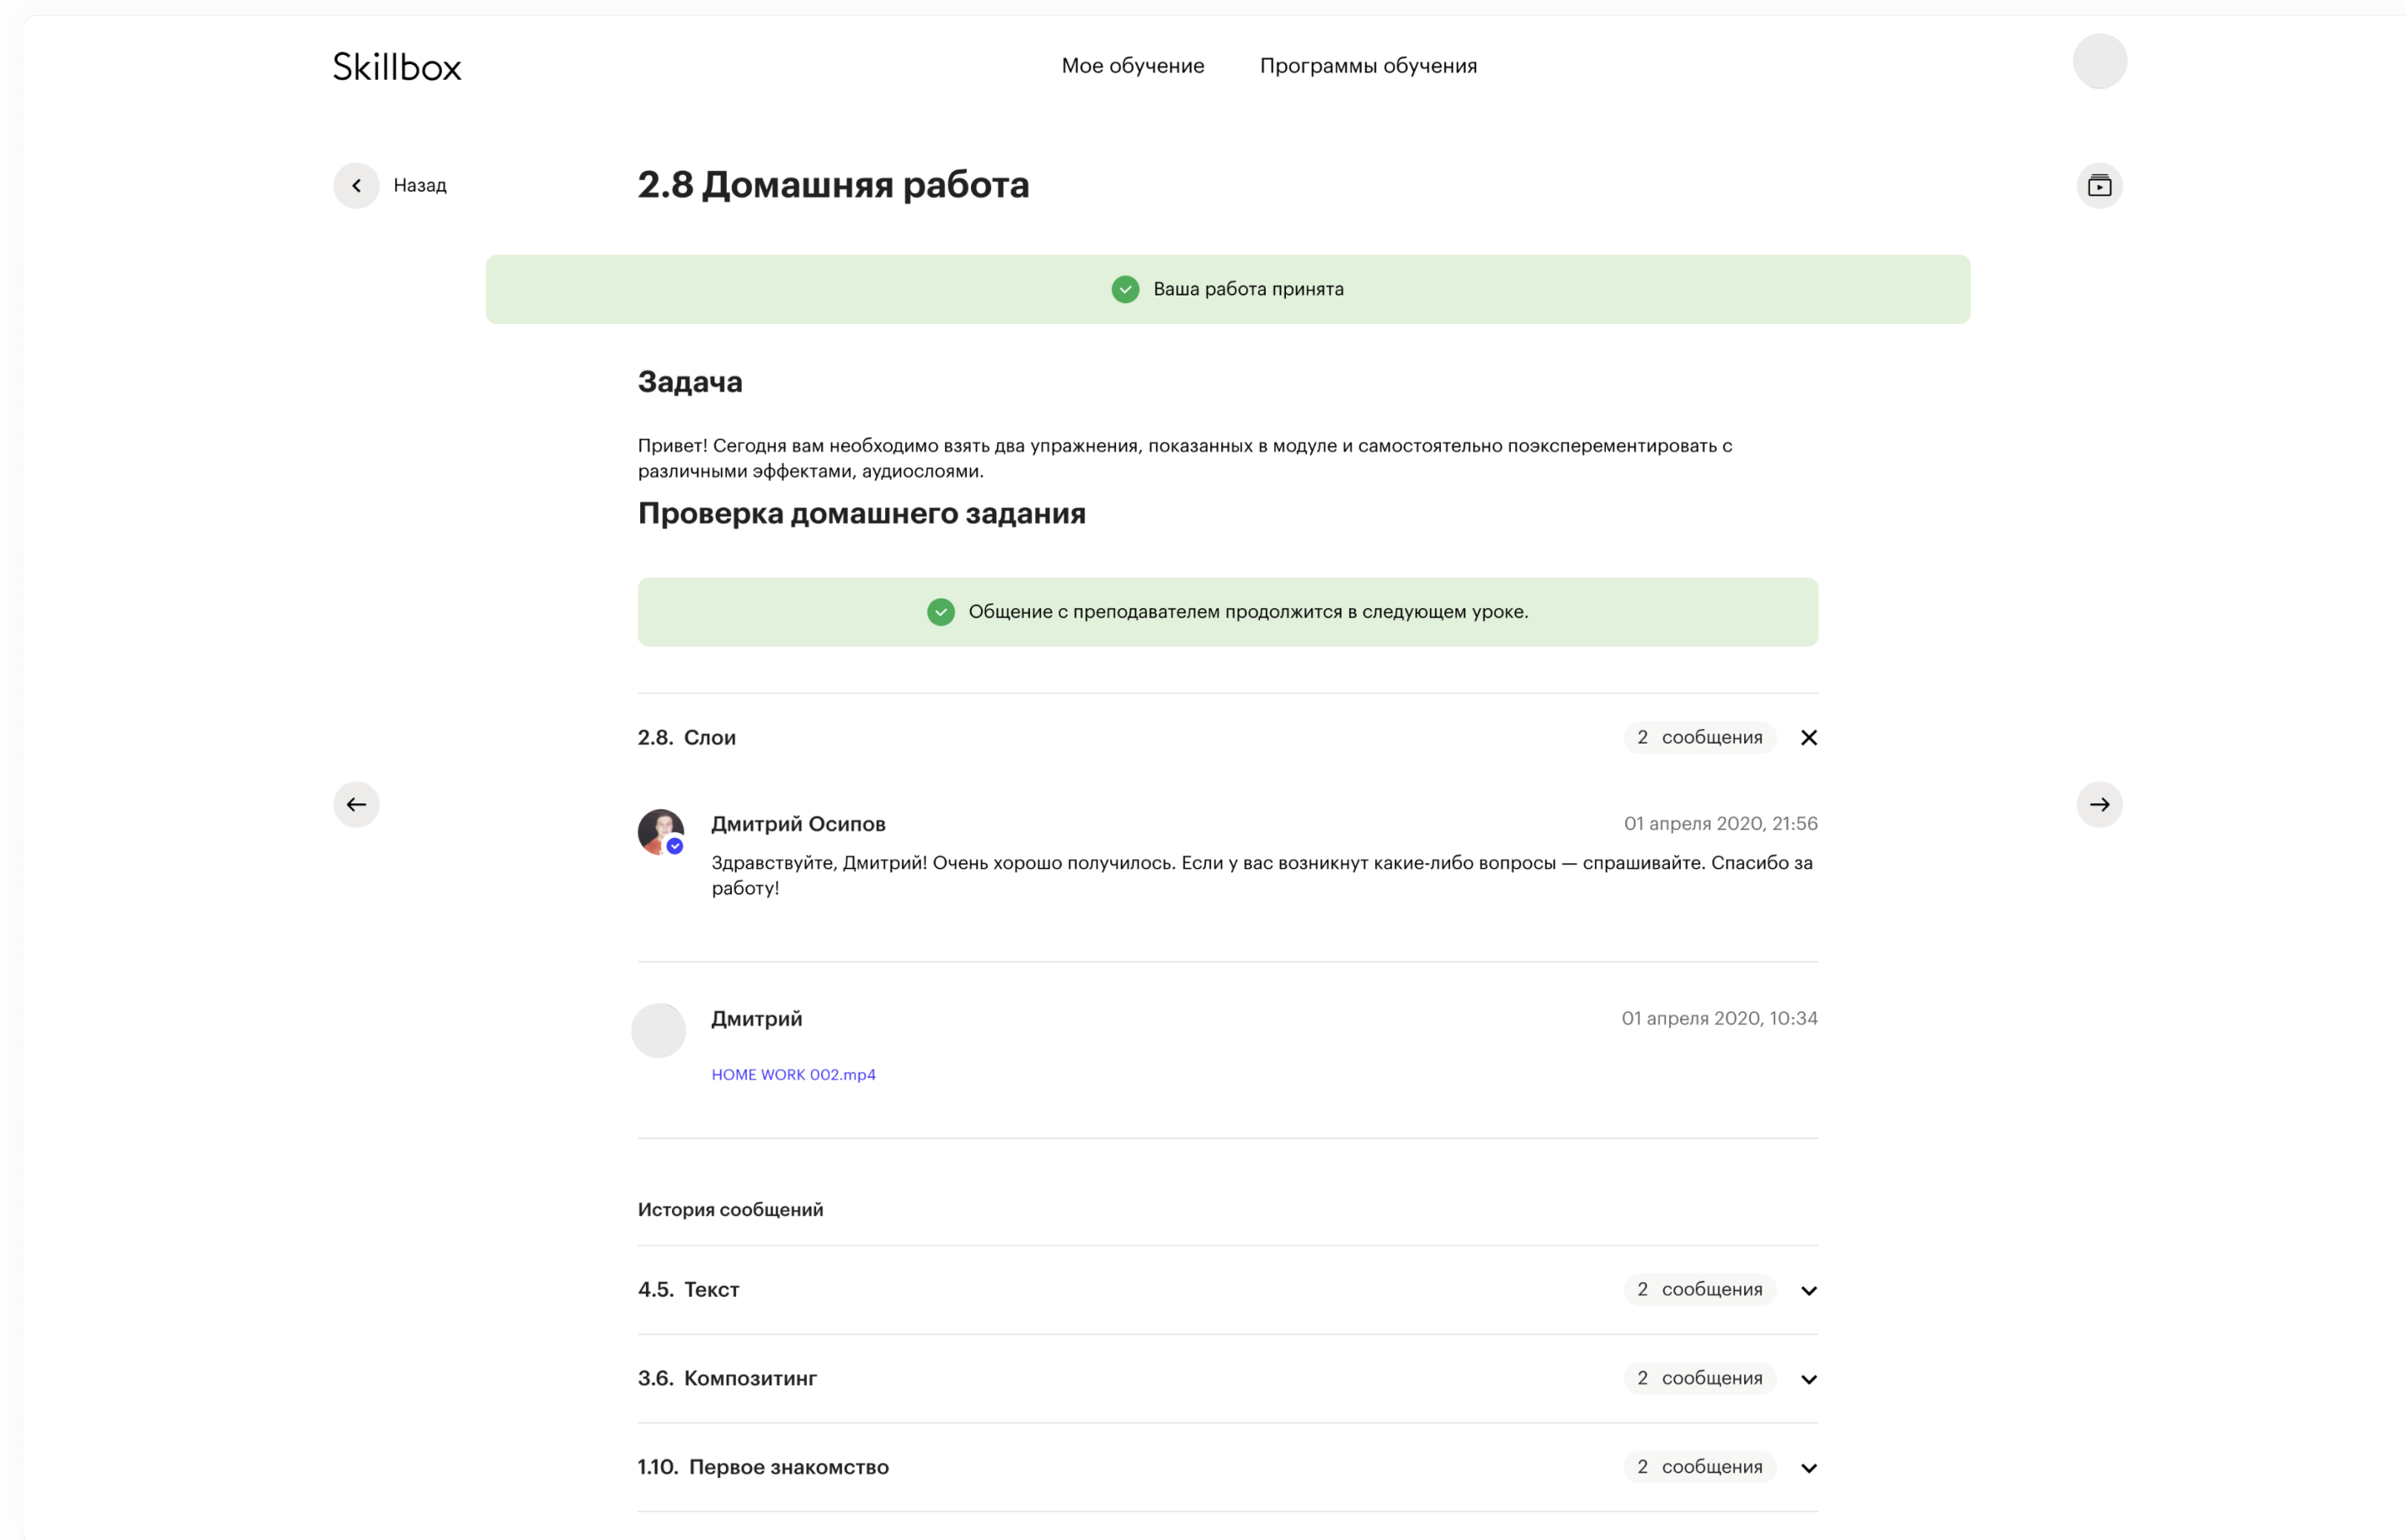 Skillbox
Мое обучение
Программы обучения
Назад
2.8 Домашняя работа
Ваша работа принята
Задача
Привет! Сегодня вам необходимо взять два упражнения, показанных в модуле и самостоятельно поэксперементировать с
различными эффектами, аудиослоями.
Проверка домашнего задания
Общение с преподавателем продолжится в следующем уроке.
2.8. Слои
2 сообщения
Дмитрий Осипов
01 апреля 2020, 21:56
Здравствуйте, Дмитрий! Очень хорошо получилось. Если у вас возникнут какие-либо вопросы — спрашивайте. Спасибо за
работу!
Дмитрий
01 апреля 2020, 10:34
HOME WORK 002.mp4
История сообщений
4.5. Текст
2 сообщения
3.6. Композитинг
2 сообщения
1.10. Первое знакомство
2 сообщения